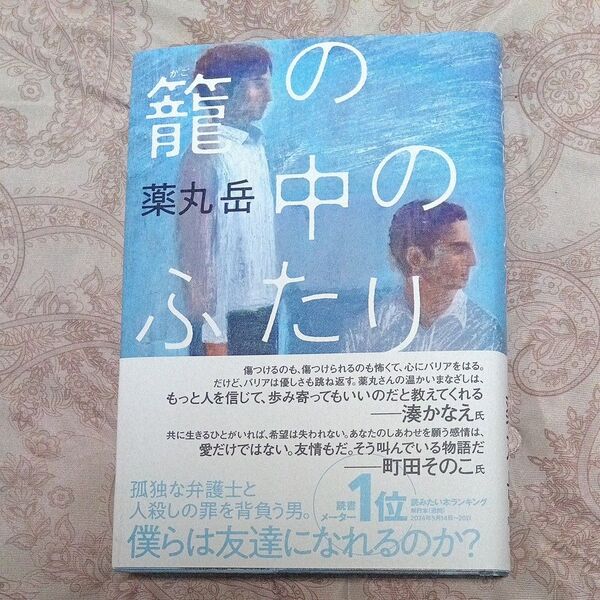 かご
籠の
中の
ふたり
薬丸岳
傷つけるのも、傷つけられるのも怖くて、心にバリアをはる。
だけど、バリアは優しさも跳ね返す。薬丸さんの温かいまなざしは、
もっと人を信じて、歩み寄ってもいいのだと教えてくれる
――湊かなえ氏
共に生きるひとがいれば、希望は失われない。あなたのしあわせを願う感情は、
愛だけではない。友情もだ。そう叫んでいる物語だ
――町田そのこ氏
孤独な弁護士と
人殺しの罪を背負う男。
僕らは友達になれるのか?
読書
メーター
1位
読みたい本ランキング